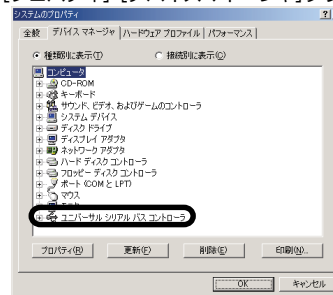 システムのプロパティ
全般 デバイス マネージャ ハードウェア プロファイル パフォーマンス
種類別に表示(T) 接続別に表示(C)
コンピュータ
CD-ROM
キーボード
サウンド、ビデオ、およびゲームのコントローラ
システム デバイス
ディスク ドライブ
ディスプレイ アダプタ
ネットワーク アダプタ
ハード ディスク コントローラ
フロッピー ディスク コントローラ
ポート (COM と LPT)
マウス
ユニバーサル シリアル バス コントローラ
プロパティ(R) 更新(F) 削除(E) 印刷(N)...
OK キャンセル